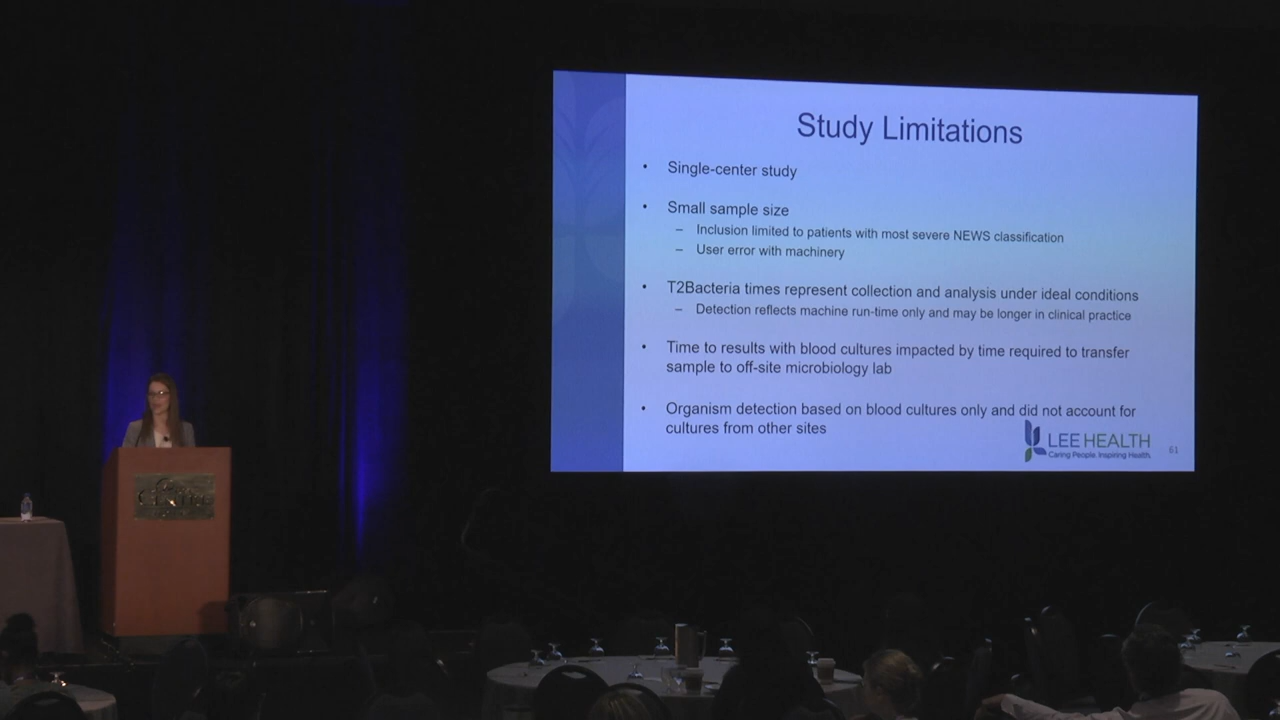 Study Limitations
• Single-center study
• Small sample size
– Inclusion limited to patients with most severe NEWS classification
– User error with machinery
• T2Bacteria times represent collection and analysis under ideal conditions
– Detection reflects machine run-time only and may be longer in clinical practice
• Time to results with blood cultures impacted by time required to transfer
sample to off-site microbiology lab
• Organism detection based on blood cultures only and did not account for
cultures from other sites
LEE HEALTH
Caring People. Inspiring Health.
61